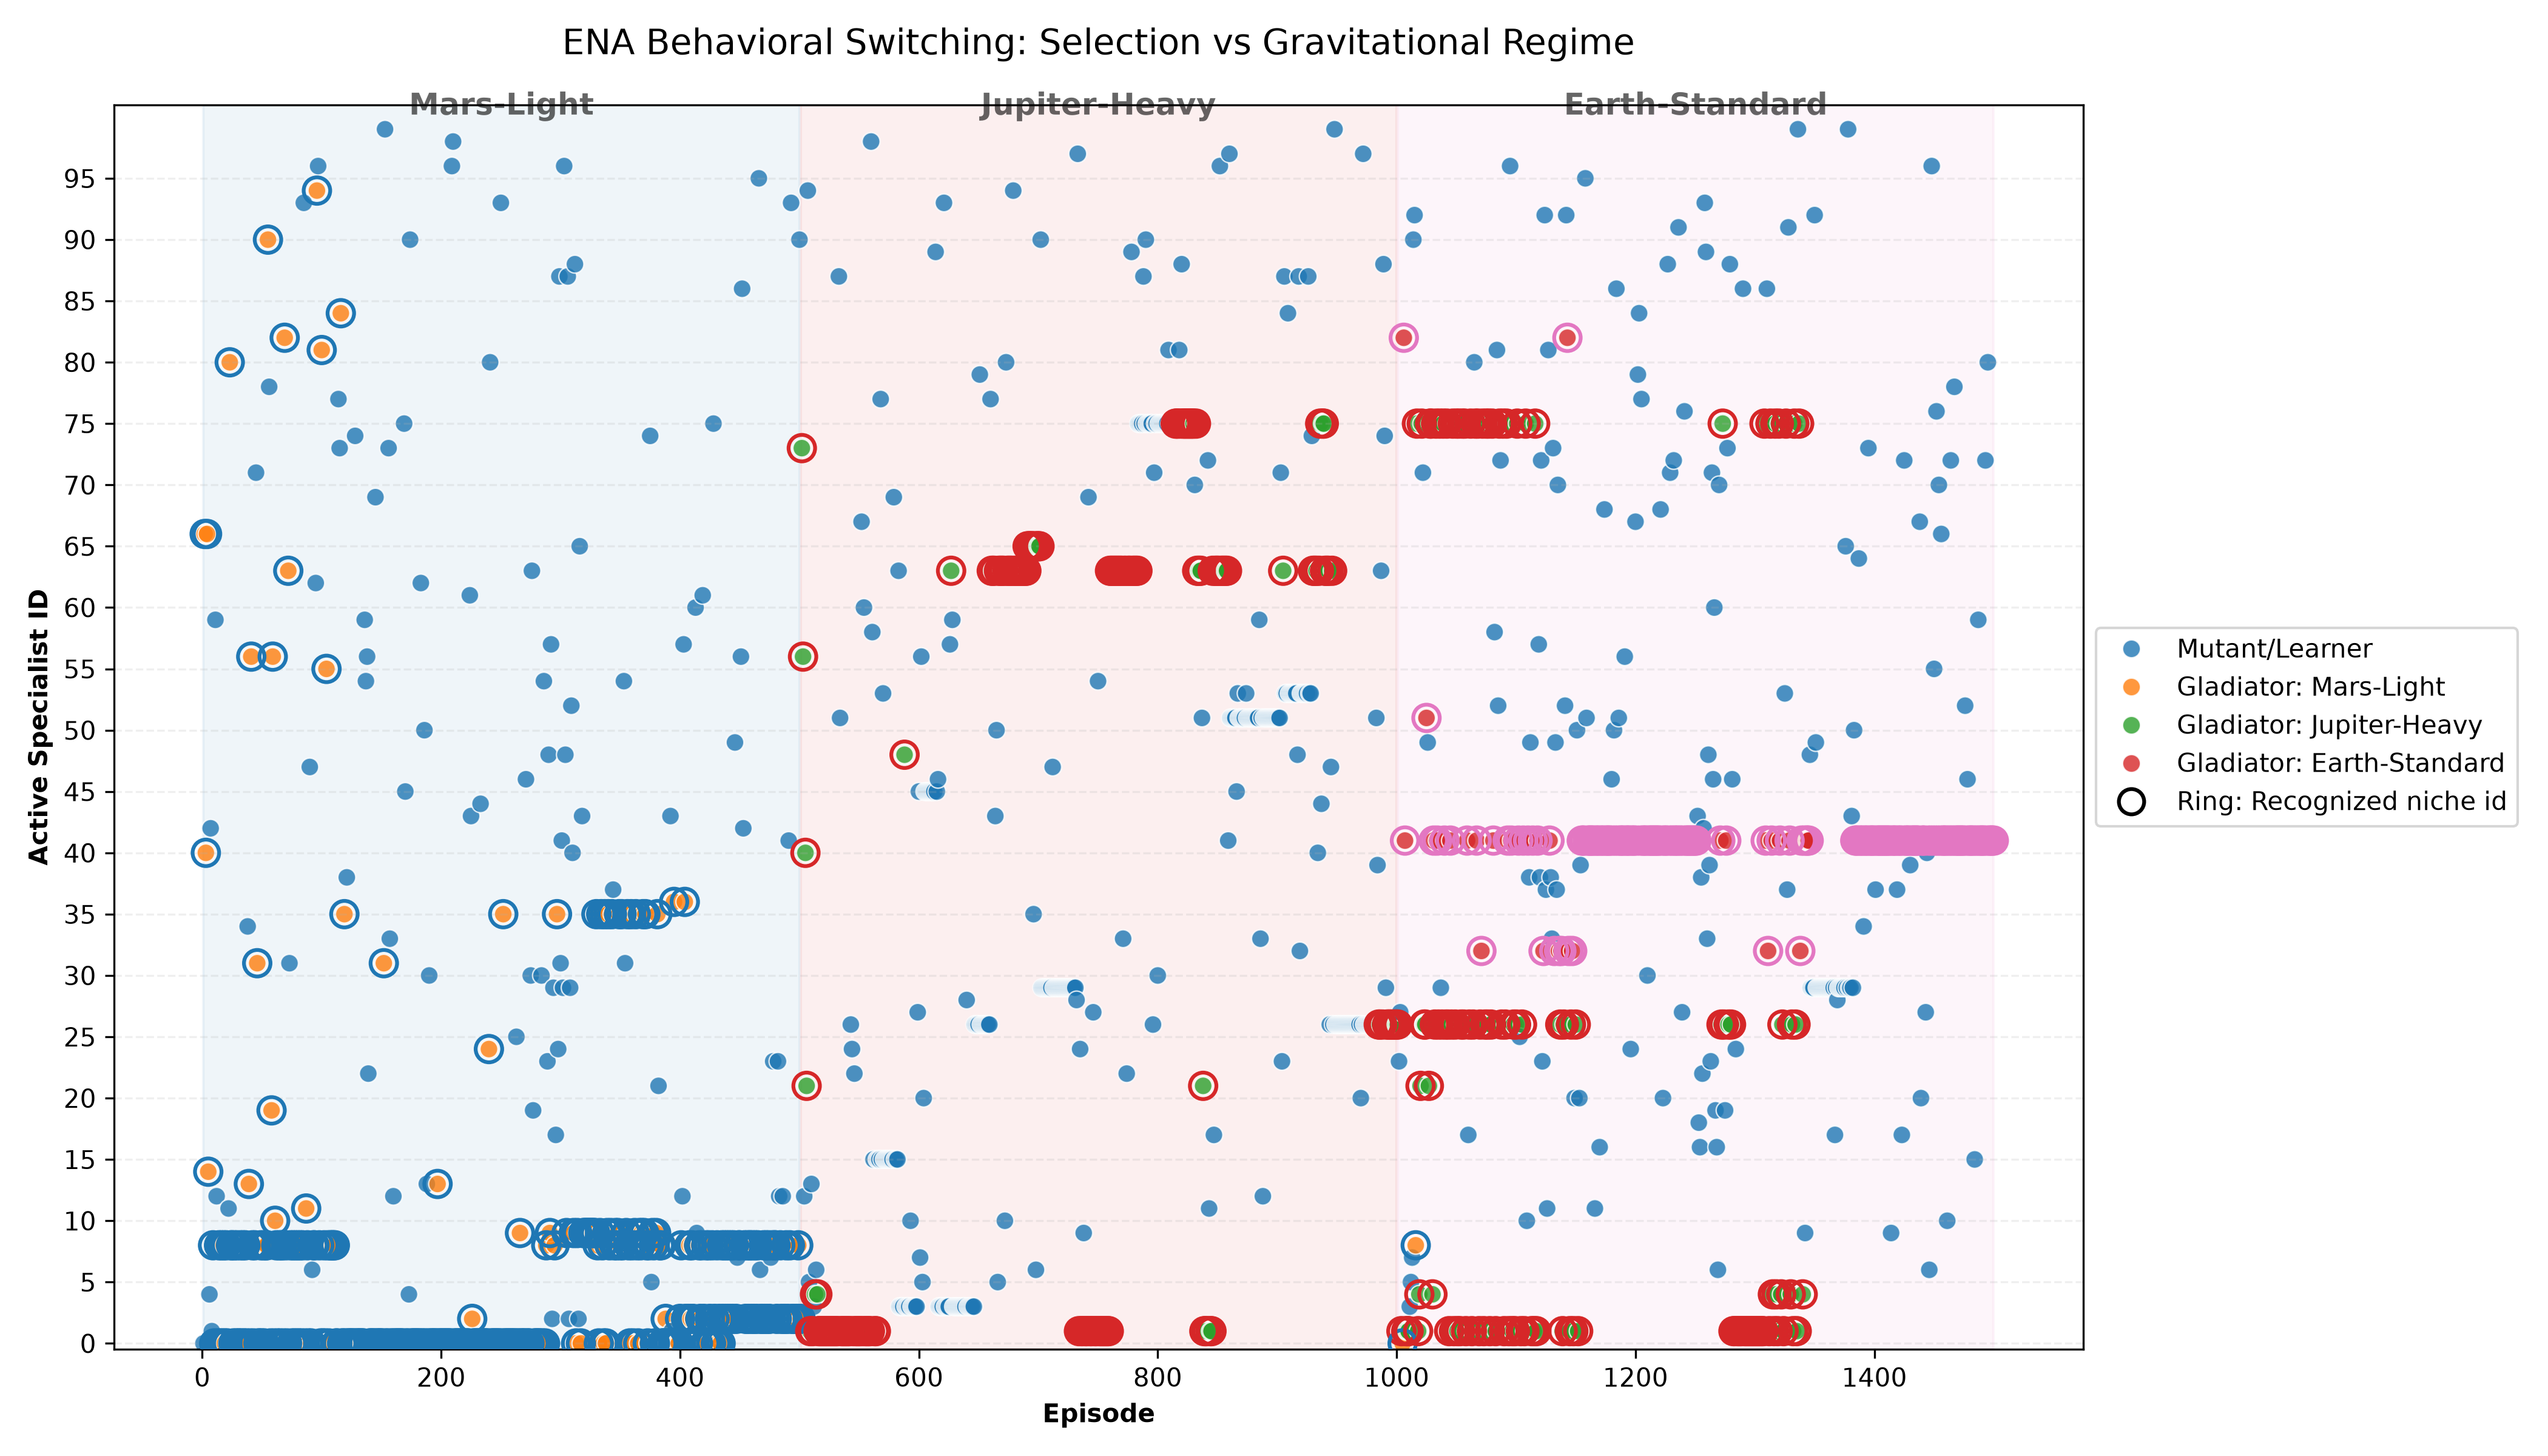 ENA Behavioral Switching: Selection vs Gravitational Regime
Mars-Light Jupiter-Heavy Earth-Standard
95
90
85
80
75
70
65
60
55
50
45
40
35
30
25
20
15
10
5
0
Active Specialist ID
0 200 400 600 800 1000 1200 1400
Episode
Mutant/Learner
Gladiator: Mars-Light
Gladiator: Jupiter-Heavy
Gladiator: Earth-Standard
Ring: Recognized niche id